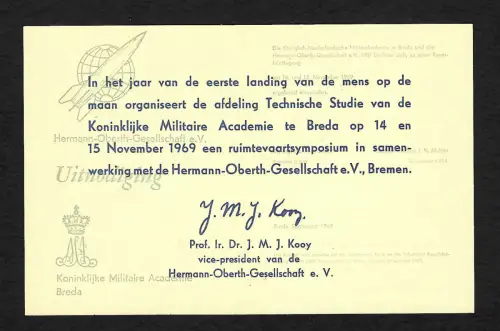 In het jaar van de eerste landing van de mens op de
maan organiseert de afdeling Technische Studie van de
Koninklijke Militaire Academie te Breda op 14 en
15 November 1969 een ruimtevaartsymposium in samen-
werking met de Hermann-Oberth-Gesellschaft e.V., Bremen.
Hermann-Oberth-Gesellschaft e.V.
Uitnodiging
J. M. J. Kooy.
Prof. Ir. Dr. J. M. J. Kooy
vice-president van de
Hermann-Oberth-Gesellschaft e. V.
Koninklijke Militaire Academie
Breda